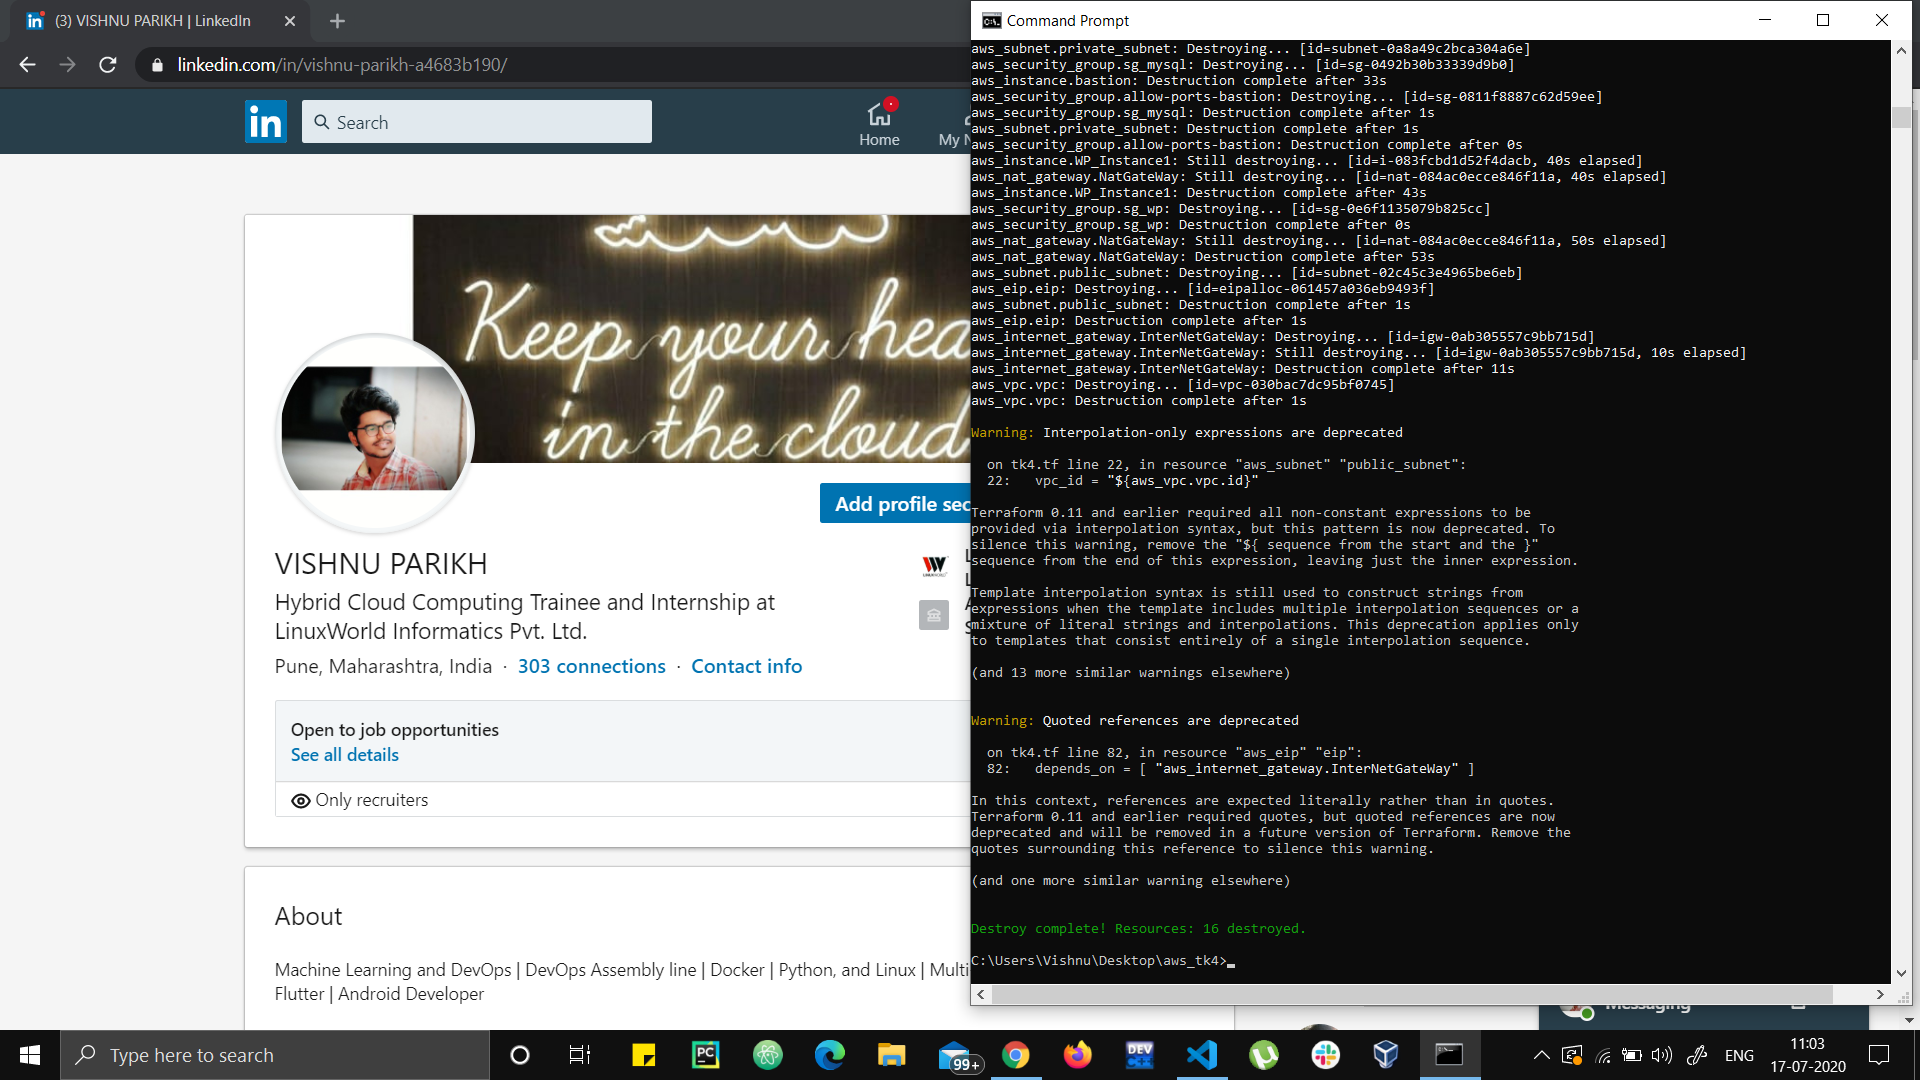 (3) VISHNU PARIKH | LinkedIn
linkedin.com/in/vishnu-parikh-a4683b190/
in
Search
Home
My
Keep your hea
in the cloud
Add profile sec
VISHNU PARIKH
Hybrid Cloud Computing Trainee and Internship at
LinuxWorld Informatics Pvt. Ltd.
Pune, Maharashtra, India · 303 connections · Contact info
Open to job opportunities
See all details
Only recruiters
About
Machine Learning and DevOps | DevOps Assembly line | Docker | Python, and Linux | Multi
Flutter | Android Developer
Command Prompt
aws_subnet.private_subnet: Destroying... [id=subnet-0a8a49c2bca304a6e]
aws_security_group.sg_mysql: Destroying... [id=sg-0492b30b33339d9b0]
aws_instance.bastion: Destruction complete after 33s
aws_security_group.allow-ports-bastion: Destroying... [id=sg-0811f8887c62d59ee]
aws_security_group.sg_mysql: Destruction complete after 1s
aws_subnet.private_subnet: Destruction complete after 1s
aws_security_group.allow-ports-bastion: Destruction complete after 0s
aws_instance.WP_Instance1: Still destroying... [id=i-083fcbd1d52f4dacb, 40s elapsed]
aws_nat_gateway.NatGateWay: Still destroying... [id=nat-084ac0ecce846f11a, 40s elapsed]
aws_instance.WP_Instance1: Destruction complete after 43s
aws_security_group.sg_wp: Destroying... [id=sg-0e6f1135079b825cc]
aws_security_group.sg_wp: Destruction complete after 0s
aws_nat_gateway.NatGateWay: Still destroying... [id=nat-084ac0ecce846f11a, 50s elapsed]
aws_nat_gateway.NatGateWay: Destruction complete after 53s
aws_subnet.public_subnet: Destroying... [id=subnet-02c45c3e4965be6eb]
aws_eip.eip: Destroying... [id=eipalloc-061457a036eb9493f]
aws_subnet.public_subnet: Destruction complete after 1s
aws_eip.eip: Destruction complete after 1s
aws_internet_gateway.InterNetGateWay: Destroying... [id=igw-0ab305557c9bb715d]
aws_internet_gateway.InterNetGateWay: Still destroying... [id=igw-0ab305557c9bb715d, 10s elapsed]
aws_internet_gateway.InterNetGateWay: Destruction complete after 11s
aws_vpc.vpc: Destroying... [id=vpc-030bac7dc95bf0745]
aws_vpc.vpc: Destruction complete after 1s
Warning: Interpolation-only expressions are deprecated
on tk4.tf line 22, in resource "aws_subnet" "public_subnet":
22: vpc_id = "${aws_vpc.vpc.id}"
Terraform 0.11 and earlier required all non-constant expressions to be
provided via interpolation syntax, but this pattern is now deprecated. To
silence this warning, remove the "${ sequence from the start and the }"
sequence from the end of this expression, leaving just the inner expression.
Template interpolation syntax is still used to construct strings from
expressions when the template includes multiple interpolation sequences or a
mixture of literal strings and interpolations. This deprecation applies only
to templates that consist entirely of a single interpolation sequence.
(and 13 more similar warnings elsewhere)
Warning: Quoted references are deprecated
on tk4.tf line 82, in resource "aws_eip" "eip":
82: depends_on = [ "aws_internet_gateway.InterNetGateWay" ]
In this context, references are expected literally rather than in quotes.
Terraform 0.11 and earlier required quotes, but quoted references are now
deprecated and will be removed in a future version of Terraform. Remove the
quotes surrounding this reference to silence this warning.
(and one more similar warning elsewhere)
Destroy complete! Resources: 16 destroyed.
C:\Users\Vishnu\Desktop\aws_tk4>
Messaging
Type here to search
PC
99+
DEV
C++
ENG
11:03
17-07-2020